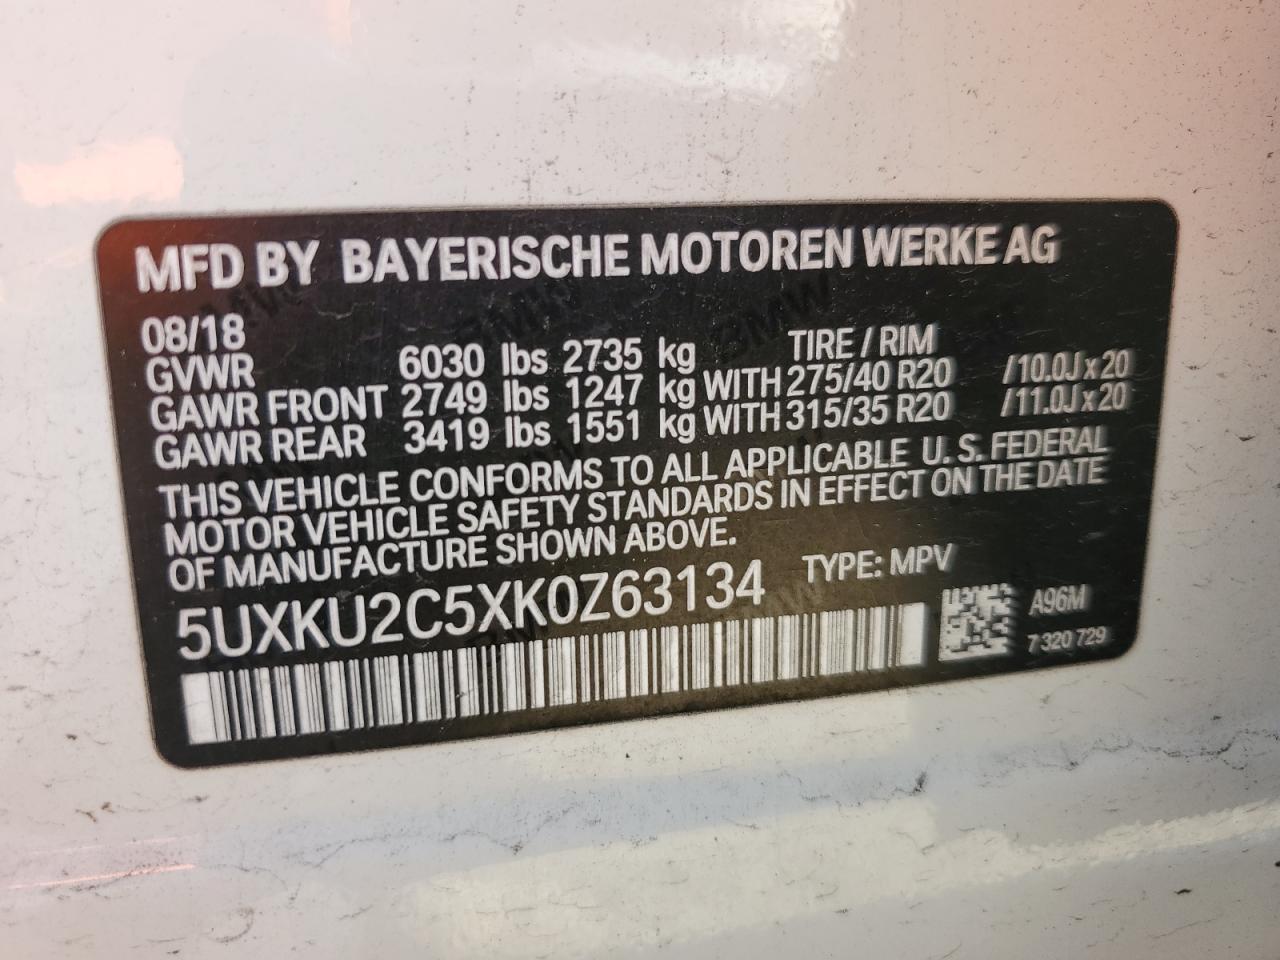 MFD BY BAYERISCHE MOTOREN WERKE AG
08/18 TIRE / RIM
GVWR 6030 lbs 2735 kg
GAWR FRONT 2749 lbs 1247 kg WITH 275/40 R20 /10.0J x 20
GAWR REAR 3419 lbs 1551 kg WITH 315/35 R20 /11.0J x 20
THIS VEHICLE CONFORMS TO ALL APPLICABLE U.S. FEDERAL
MOTOR VEHICLE SAFETY STANDARDS IN EFFECT ON THE DATE
OF MANUFACTURE SHOWN ABOVE.
5UXKU2C5XK0Z63134 TYPE: MPV
A96M
7 320 729